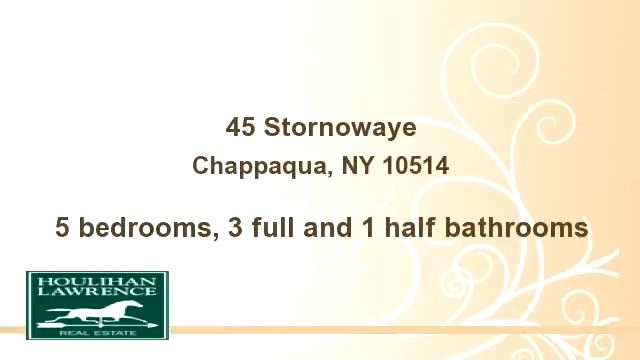 45 Stornowaye
Chappaqua, NY 10514
5 bedrooms, 3 full and 1 half bathrooms
HOULIHAN
LAWRENCE
REAL ESTATE